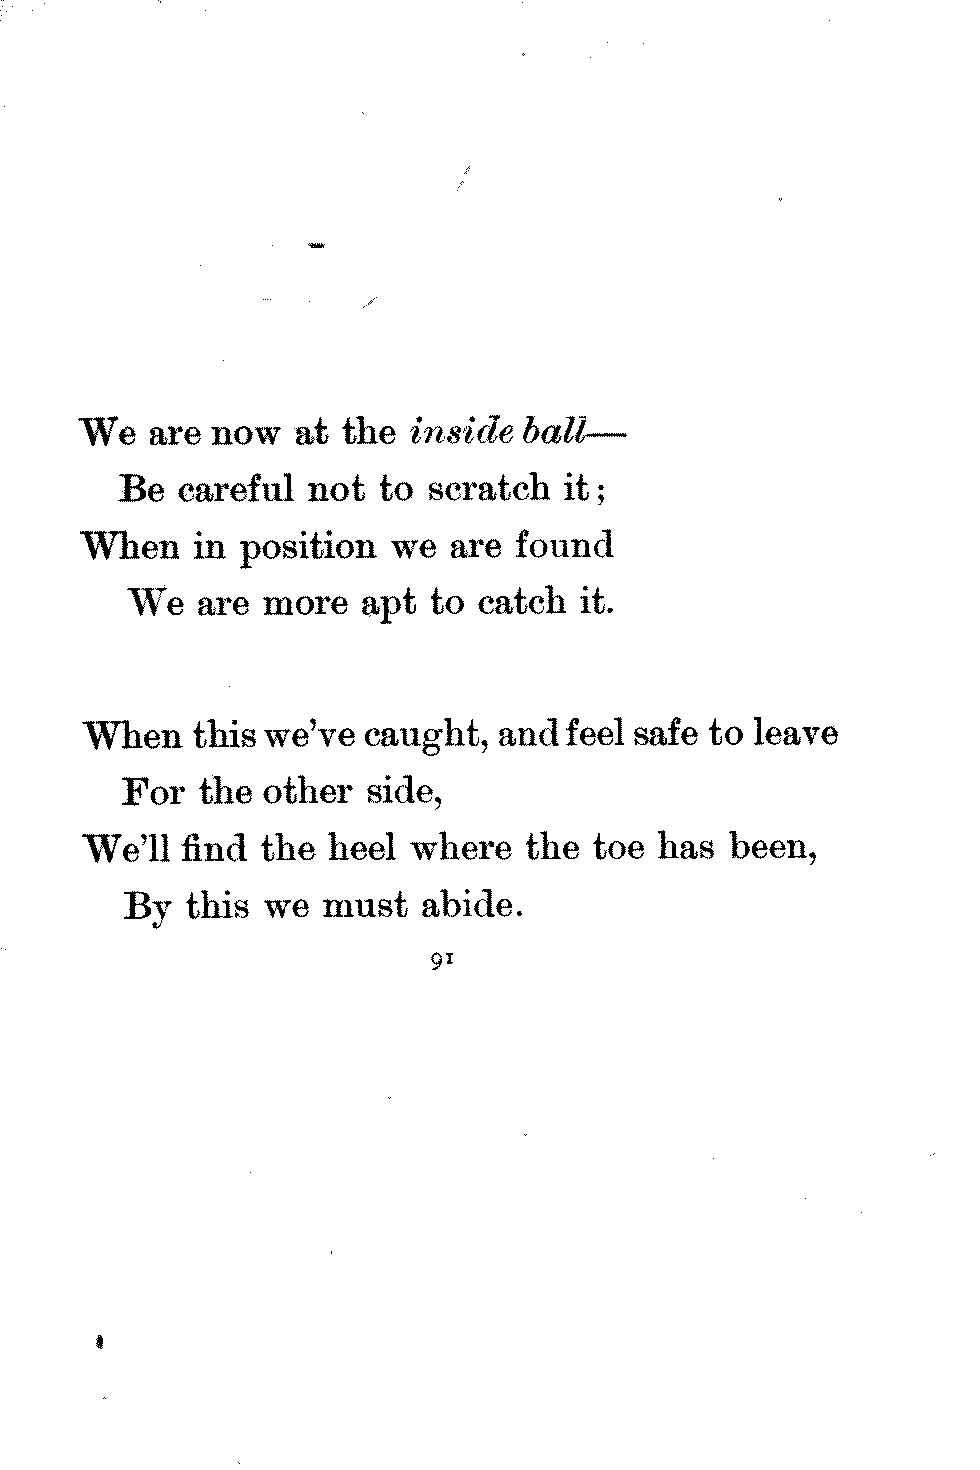 We are now at the inside ball—
Be careful not to scratch it;
When in position we are found
We are more apt to catch it.
When this we've caught, and feel safe to leave
For the other side,
We'll find the heel where the toe has been,
By this we must abide.
91